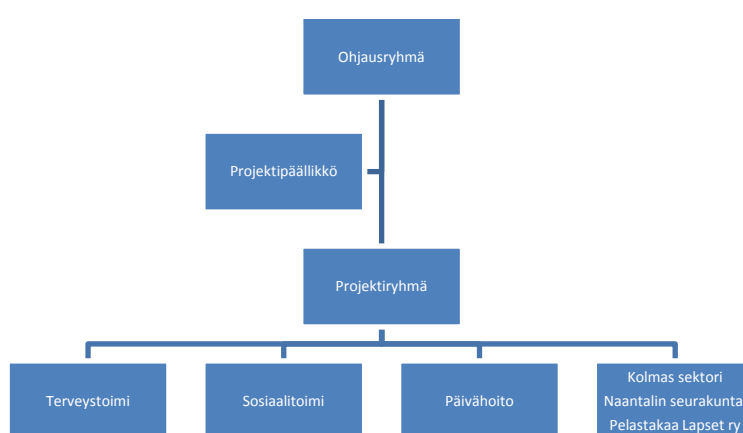 Ohjausryhmä
Projektipäällikkö
Projektiryhmä
Terveystoimi
Sosiaalitoimi
Päivähoito
Kolmas sektori
Naantalin seurakunta
Pelastakaa Lapset ry